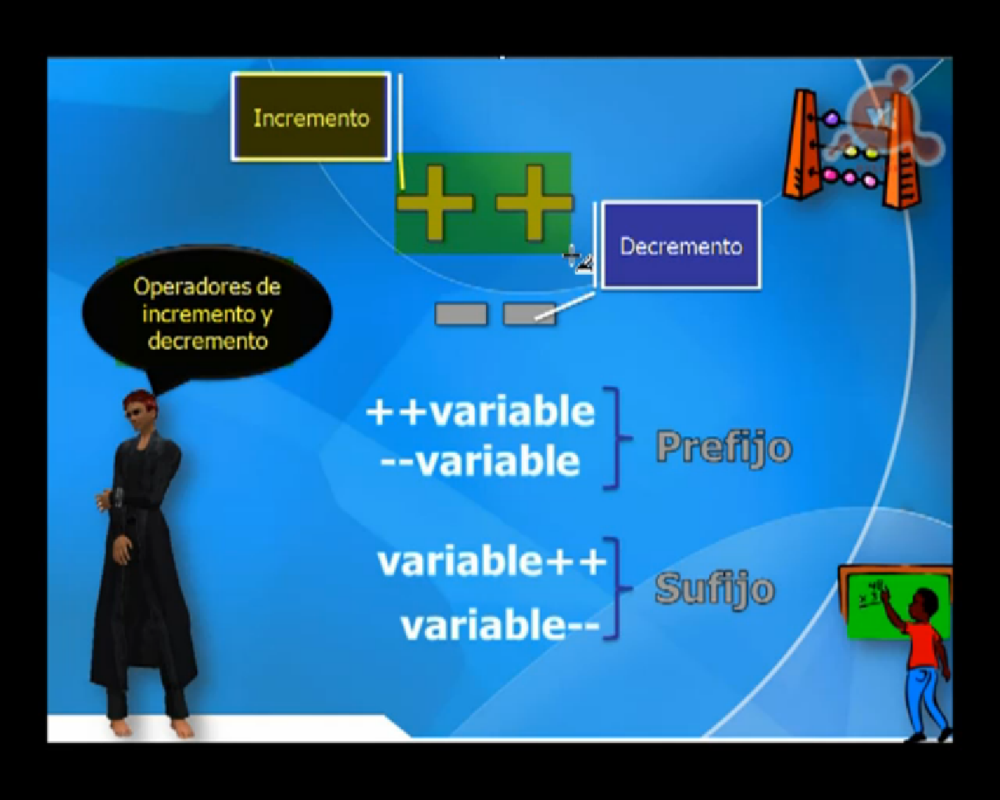 Incremento
++
Decremento
--
Operadores de
incremento y
decremento
++variable
--variable
Prefijo
variable++
variable--
Sufijo